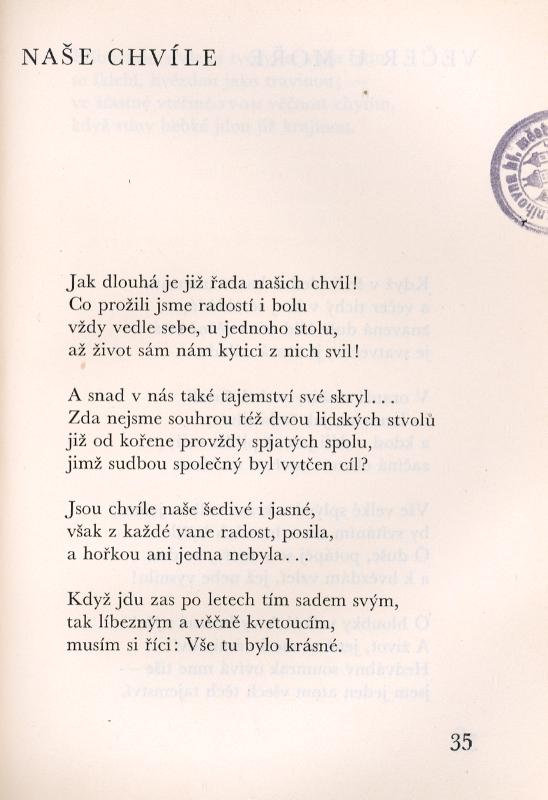 NAŠE CHVÍLE
Jak dlouhá je již řada našich chvil!
Co prožili jsme radostí i bolu
vždy vedle sebe, u jednoho stolu,
až život sám nám kytici z nich svil!
A snad v nás také tajemství své skryl...
Zda nejsme souhrou též dvou lidských stvolů
již od kořene provždy spjatých spolu,
jimž sudbou společný byl vytčen cíl?
Jsou chvíle naše šedivé i jasné,
však z každé vane radost, posila,
a hořkou ani jedna nebyla...
Když jdu zas po letech tím sadem svým,
tak líbezným a věčně kvetoucím,
musím si říci: Vše tu bylo krásné.
35